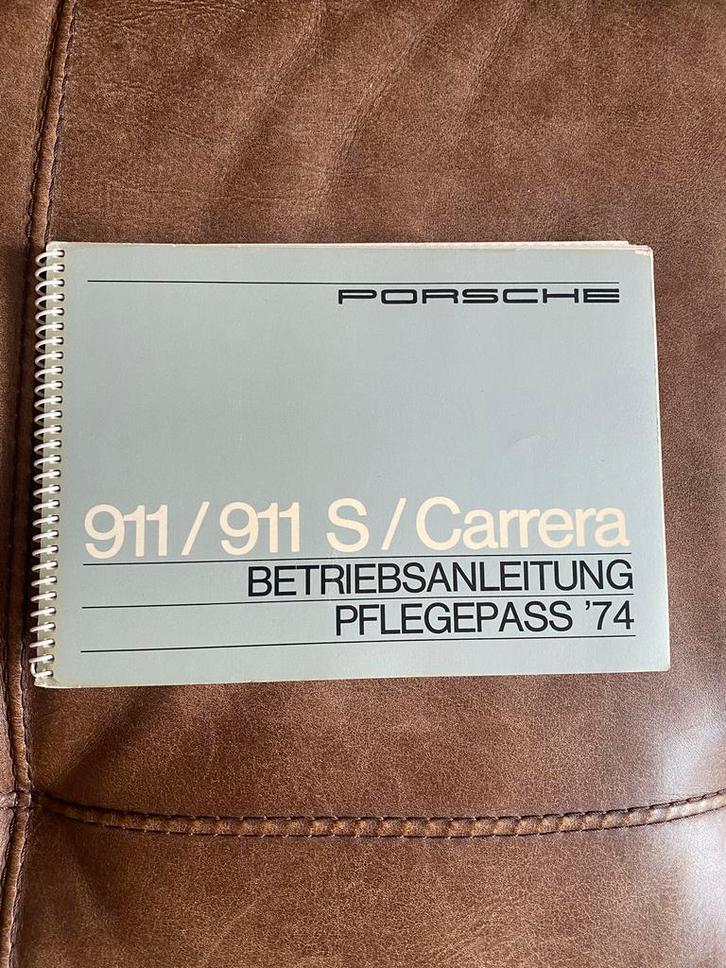 PORSCHE
911 / 911 S / Carrera
BETRIEBSANLEITUNG
PFLEGEPASS '74